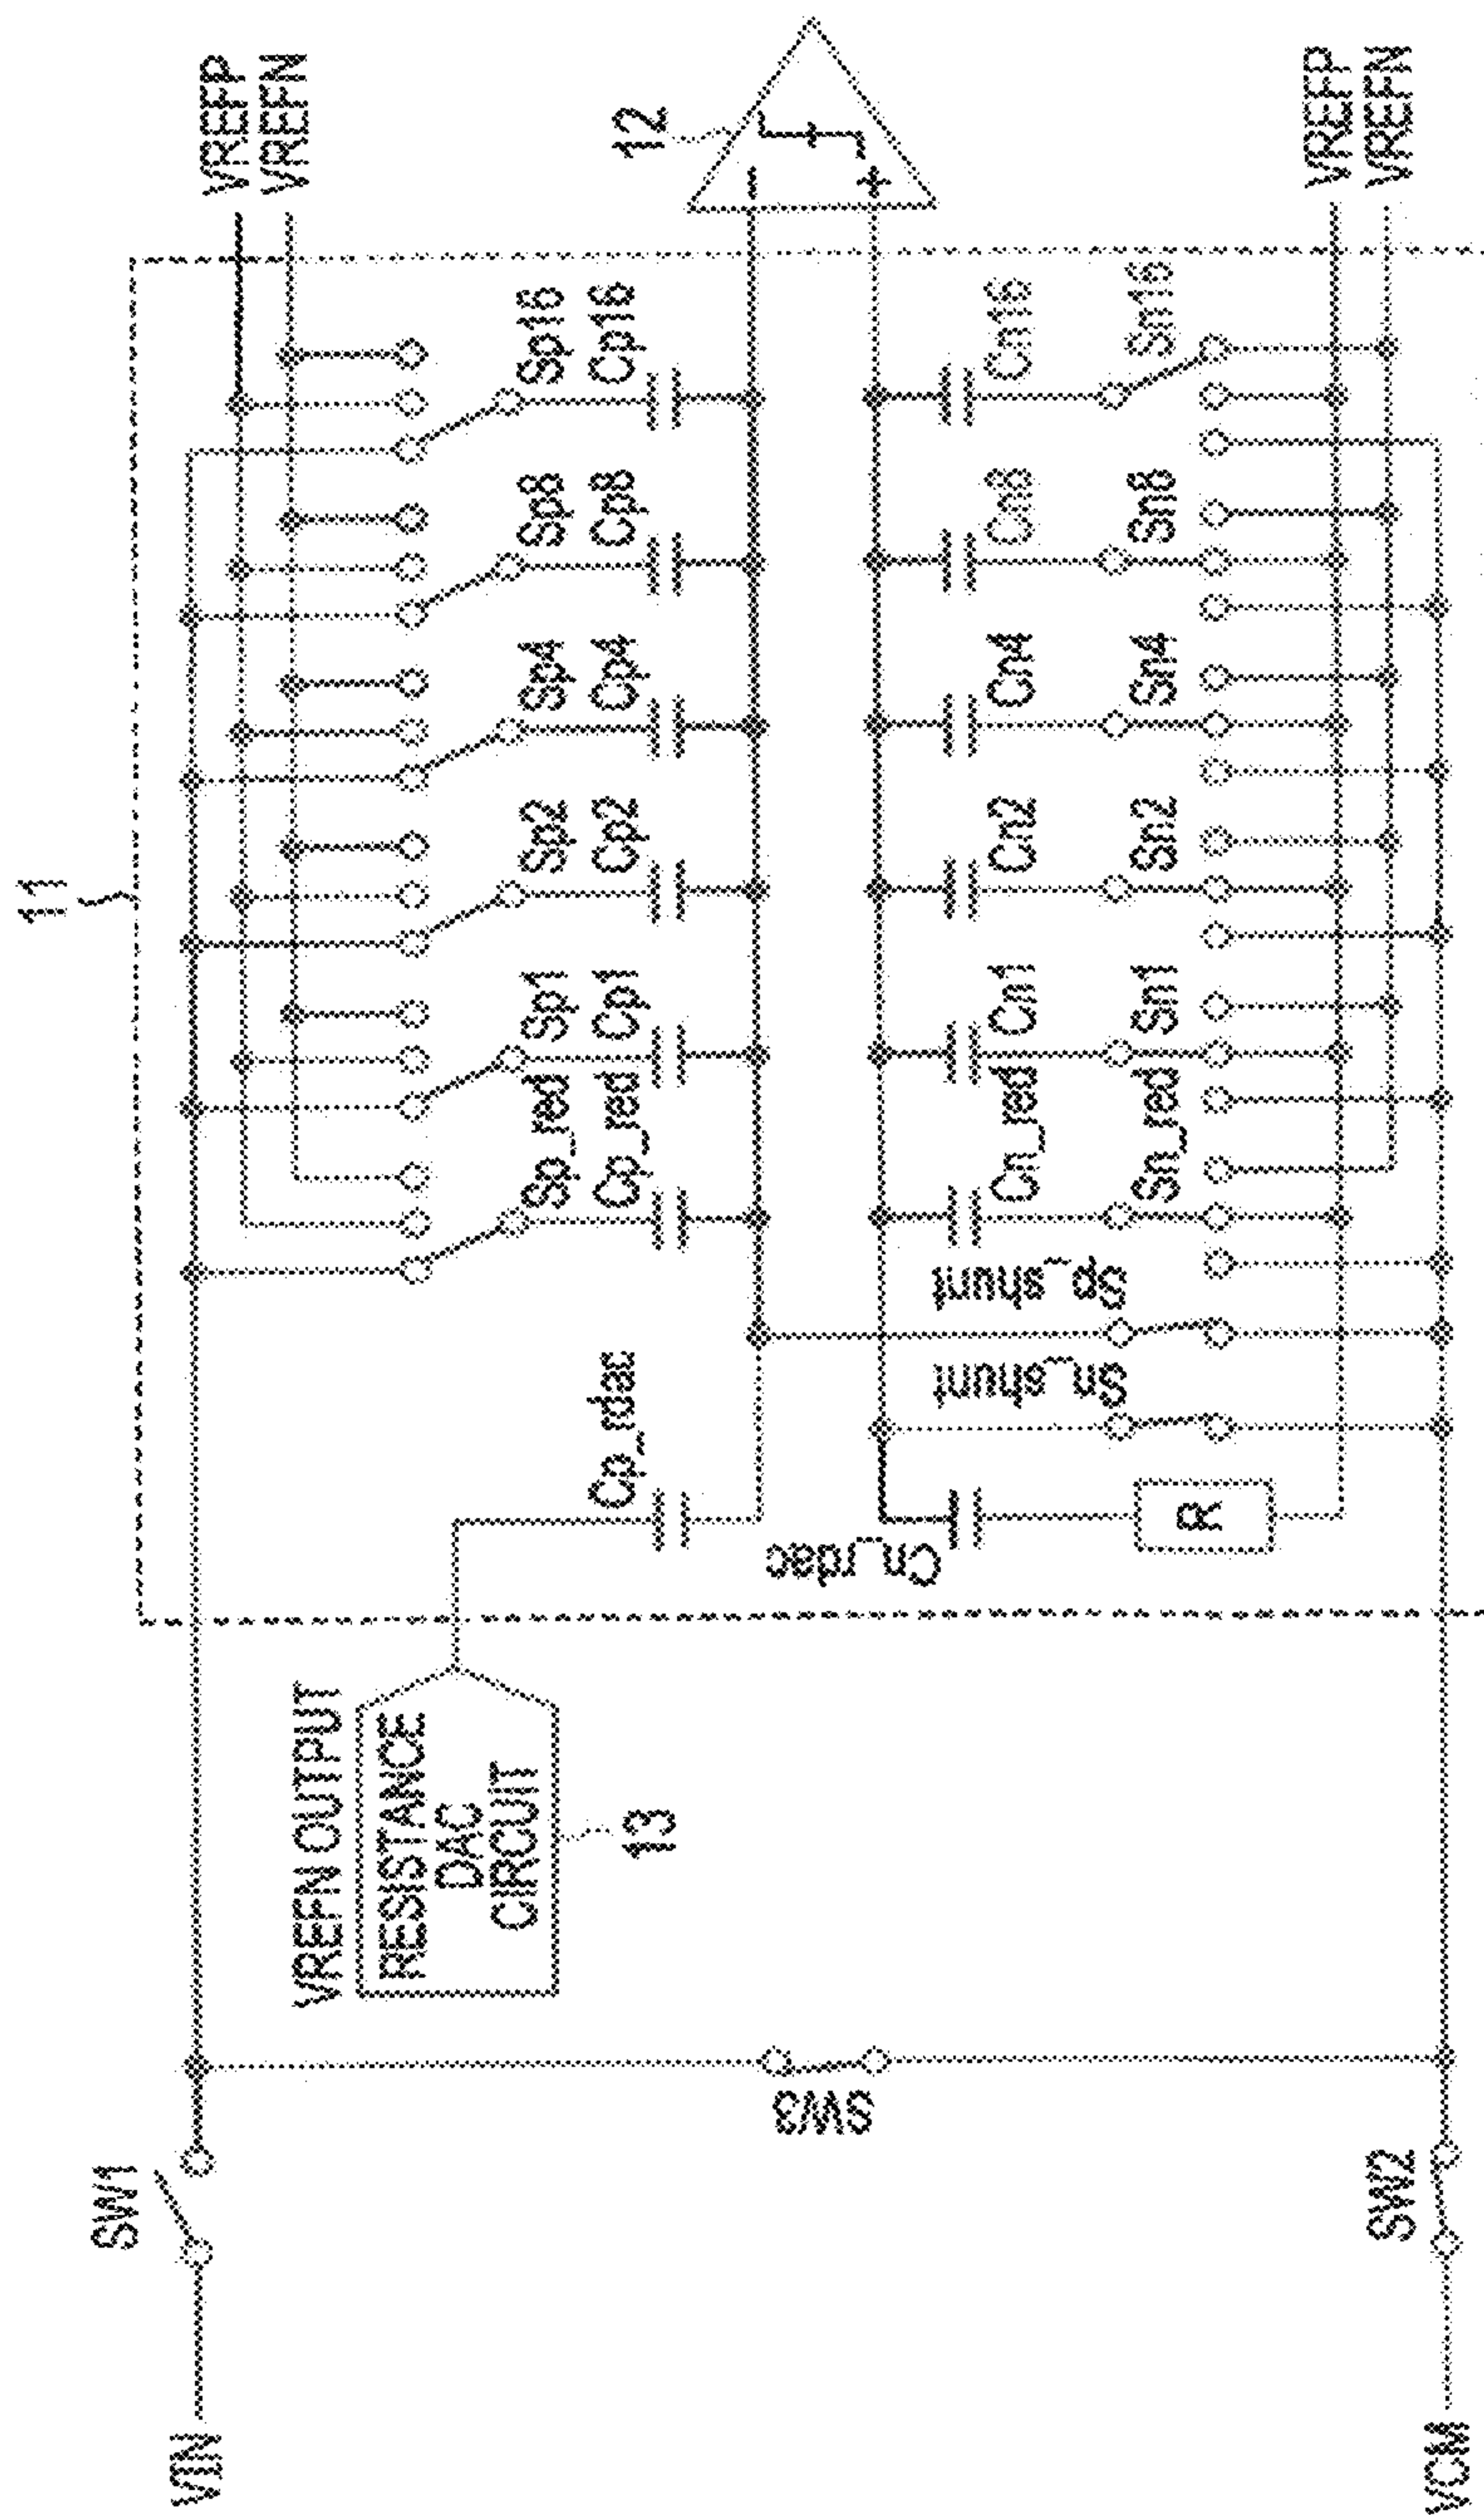 11
VREFP
VREFN
Sp_red
Sp1
Sp2
Sp4
Sp8
Sp16
Cp_rdac
Cp_red
Cp1
Cp2
Cp4
Cp8
Cp16
12
SW1
VIN
VREFN OUTPUT
RESISTANCE
DAC
CIRCUIT
13
SW3
Cn_rdac
Sn_shunt
Sp_shunt
Cn_red
Cn1
Cn2
Cn4
Cn8
Cn16
Sn_red
Sn1
Sn2
Sn4
Sn8
Sn16
R
VREFP
VREFN
SW2
VCM
- +